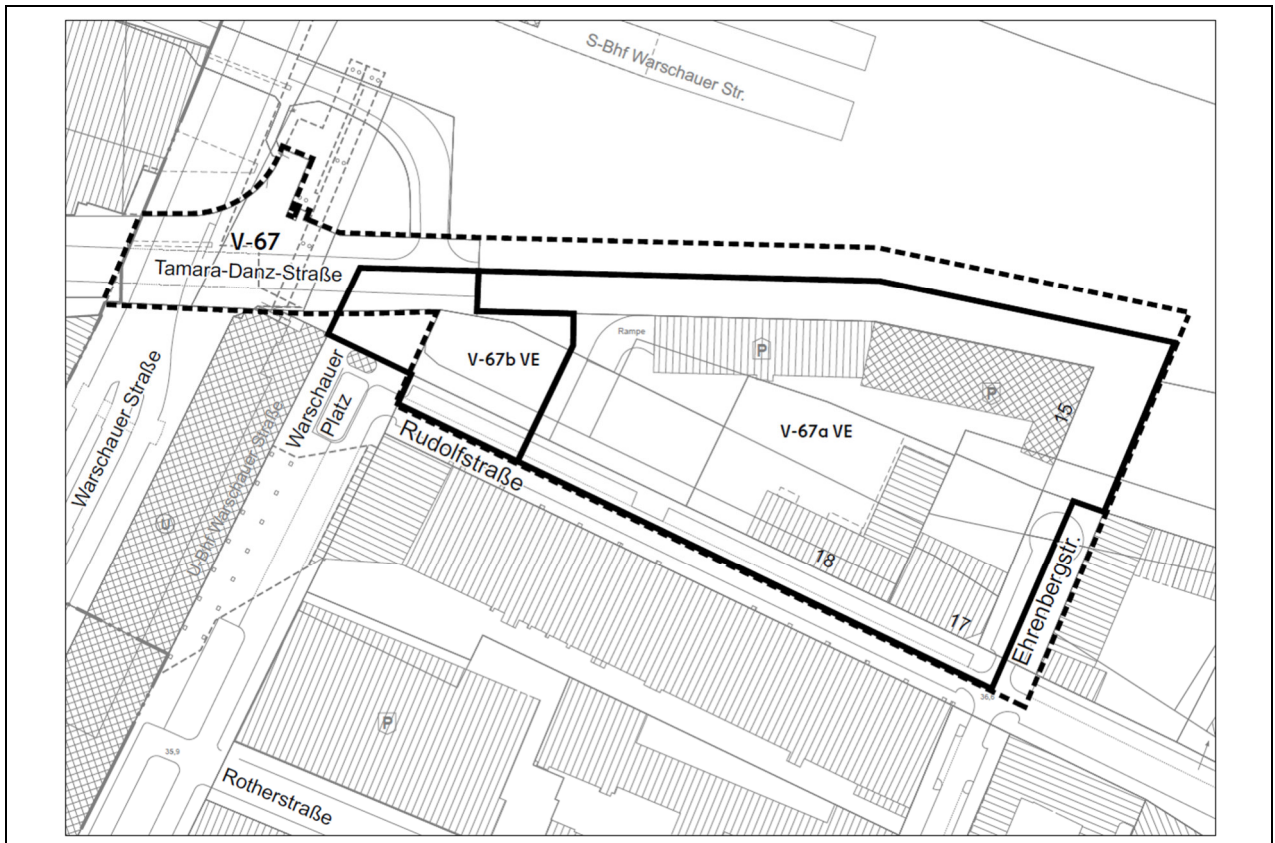 S-Bhf Warschauer Str.
V-67
Tamara-Danz-Straße
Rampe
P
V-67b VE
P
V-67a VE
15
Warschauer
Platz
Warschauer Straße
U-Bhf Warschauer Straße
U
Rudolfstraße
18
17
Ehrenbergstr.
36,6
P
35,9
Rotherstraße